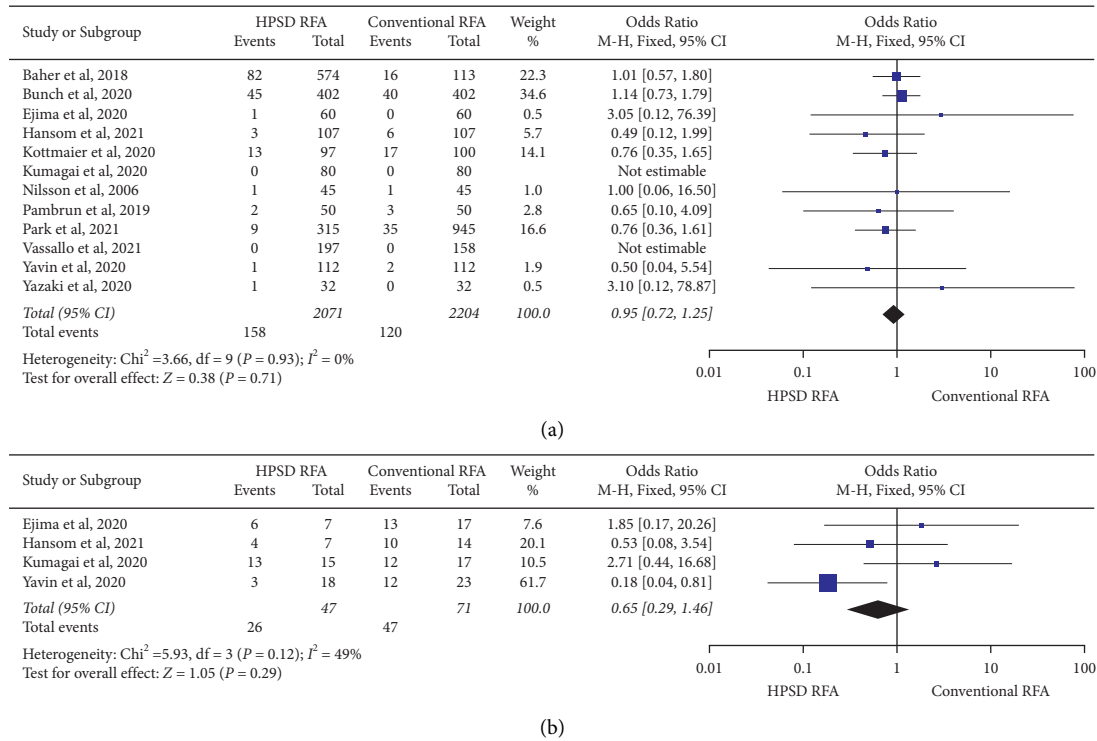 Study or Subgroup HPSD RFA Conventional RFA Weight Odds Ratio Odds Ratio
Events Total Events Total % M-H, Fixed, 95% CI M-H, Fixed, 95% CI
Baher et al, 2018 82 574 16 113 22.3 1.01 [0.57, 1.80]
Bunch et al, 2020 45 402 40 402 34.6 1.14 [0.73, 1.79]
Ejima et al, 2020 1 60 0 60 0.5 3.05 [0.12, 76.39]
Hansom et al, 2021 3 107 6 107 5.7 0.49 [0.12, 1.99]
Kottmaier et al, 2020 13 97 17 100 14.1 0.76 [0.35, 1.65]
Kumagai et al, 2020 0 80 0 80 Not estimable
Nilsson et al, 2006 1 45 1 45 1.0 1.00 [0.06, 16.50]
Pambrun et al, 2019 2 50 3 50 2.8 0.65 [0.10, 4.09]
Park et al, 2021 9 315 35 945 16.6 0.76 [0.36, 1.61]
Vassallo et al, 2021 0 197 0 158 Not estimable
Yavin et al, 2020 1 112 2 112 1.9 0.50 [0.04, 5.54]
Yazaki et al, 2020 1 32 0 32 0.5 3.10 [0.12, 78.87]
Total (95% CI) 2071 2204 100.0 0.95 [0.72, 1.25]
Total events 158 120
Heterogeneity: Chi² =3.66, df = 9 (P = 0.93); I² = 0%
Test for overall effect: Z = 0.38 (P = 0.71)
0.01 0.1 1 10 100
HPSD RFA Conventional RFA
(a)
Study or Subgroup HPSD RFA Conventional RFA Weight Odds Ratio Odds Ratio
Events Total Events Total % M-H, Fixed, 95% CI M-H, Fixed, 95% CI
Ejima et al, 2020 6 7 13 17 7.6 1.85 [0.17, 20.26]
Hansom et al, 2021 4 7 10 14 20.1 0.53 [0.08, 3.54]
Kumagai et al, 2020 13 15 12 17 10.5 2.71 [0.44, 16.68]
Yavin et al, 2020 3 18 12 23 61.7 0.18 [0.04, 0.81]
Total (95% CI) 47 71 100.0 0.65 [0.29, 1.46]
Total events 26 47
Heterogeneity: Chi² =5.93, df = 3 (P = 0.12); I² = 49%
Test for overall effect: Z = 1.05 (P = 0.29)
0.01 0.1 1 10 100
HPSD RFA Conventional RFA
(b)